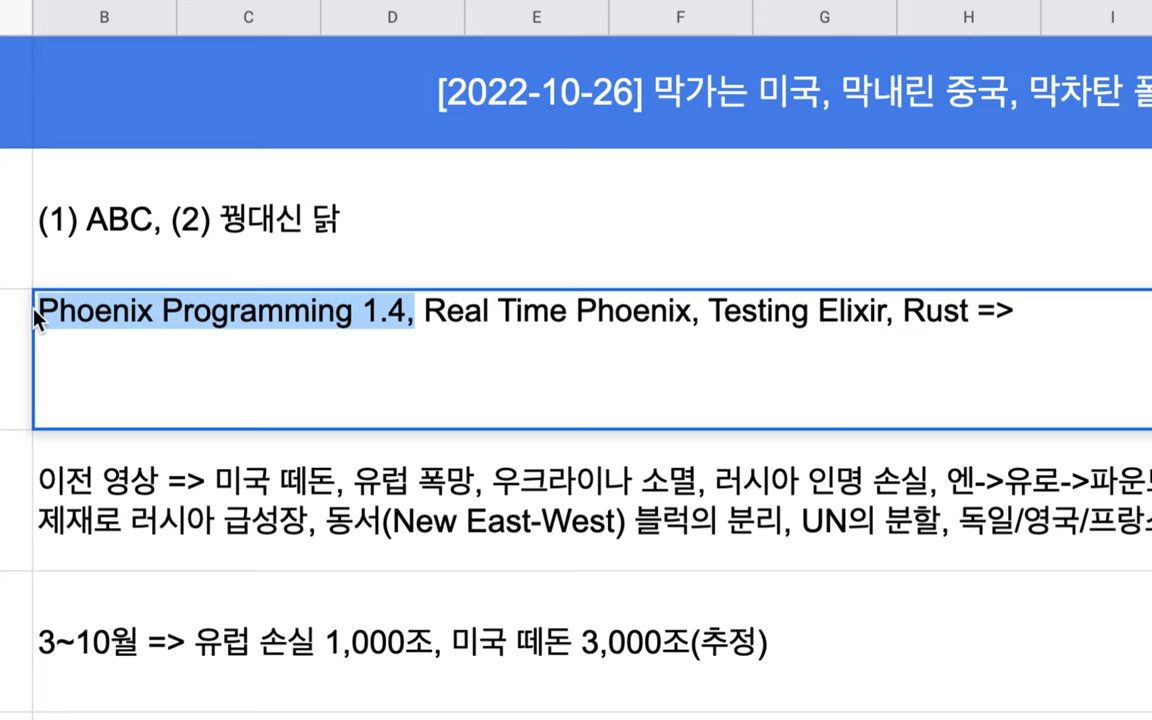 B C D E F G H I
[2022-10-26] 막가는 미국, 막내린 중국, 막차탄
(1) ABC, (2) 꿩대신 닭
Phoenix Programming 1.4, Real Time Phoenix, Testing Elixir, Rust =>
이전 영상 => 미국 떼돈, 유럽 폭망, 우크라이나 소멸, 러시아 인명 손실, 엔->유로->파운
제재로 러시아 급성장, 동서(New East-West) 블럭의 분리, UN의 분할, 독일/영국/프랑
3~10월 => 유럽 손실 1,000조, 미국 떼돈 3,000조(추정)